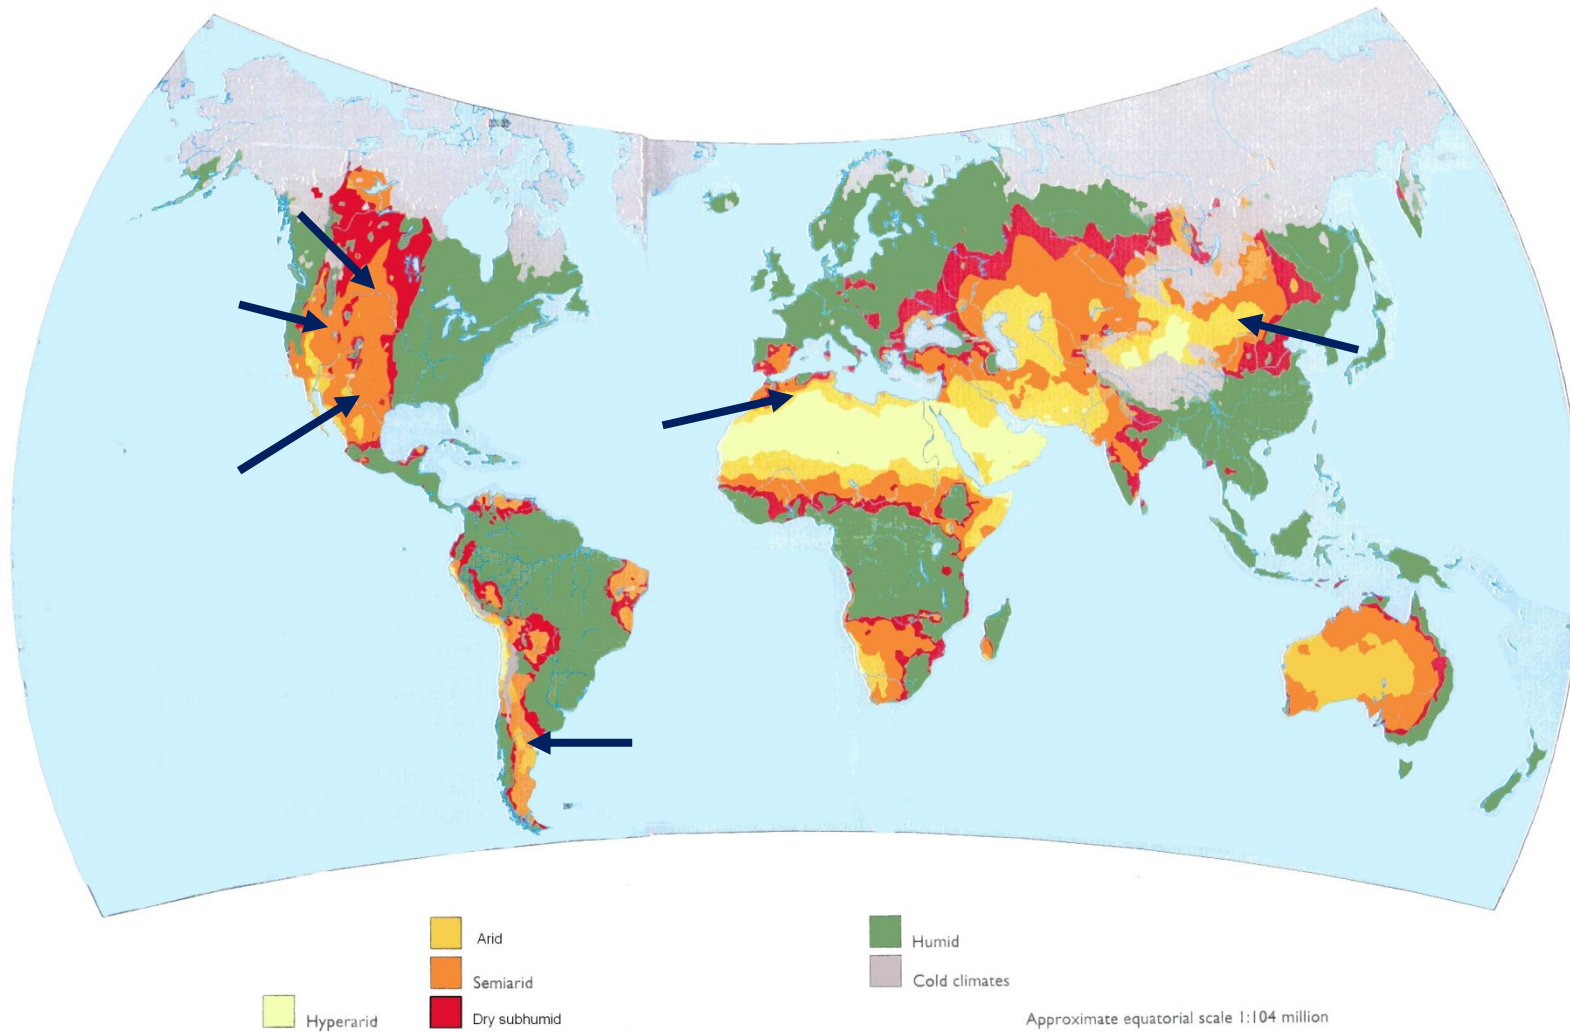 Arid
Semiarid
Hyperarid
Dry subhumid
Humid
Cold climates
Approximate equatorial scale 1:104 million